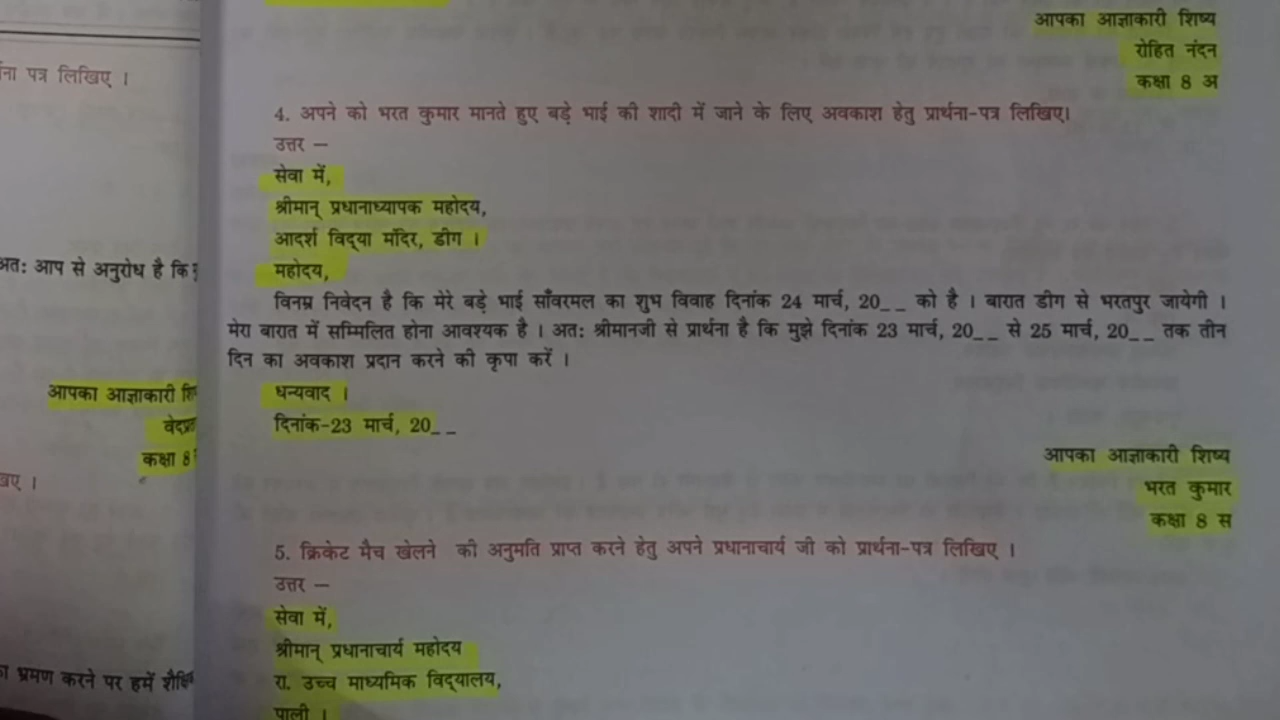 आपका आज्ञाकारी शिष्य
रोहित नंदन
कक्षा 8 अ
पत्र लिखिए ।
4. अपने को भरत कुमार मानते हुए बड़े भाई की शादी में जाने के लिए अवकाश हेतु प्रार्थना-पत्र लिखिए।
उत्तर –
सेवा में,
श्रीमान् प्रधानाध्यापक महोदय,
आदर्श विद्या मंदिर, डीग ।
महोदय,
अत: आप से अनुरोध है कि
विनम्र निवेदन है कि मेरे बड़े भाई साँवरमल का शुभ विवाह दिनांक 24 मार्च, 20_ _ को है । बारात डीग से भरतपुर जायेगी ।
मेरा बारात में सम्मिलित होना आवश्यक है । अत: श्रीमानजी से प्रार्थना है कि मुझे दिनांक 23 मार्च, 20_ _ से 25 मार्च, 20_ _ तक तीन
दिन का अवकाश प्रदान करने की कृपा करें ।
धन्यवाद ।
दिनांक-23 मार्च, 20_ _
आपका आज्ञाकारी शिष्य
भरत कुमार
कक्षा 8 स
आपका आज्ञाकारी
कक्षा 8
5. क्रिकेट मैच खेलने की अनुमति प्राप्त करने हेतु अपने प्रधानाचार्य जी को प्रार्थना-पत्र लिखिए ।
उत्तर –
सेवा में,
श्रीमान् प्रधानाचार्य महोदय
रा. उच्च माध्यमिक विद्यालय,
पाली ।
भ्रमण करने पर हमें